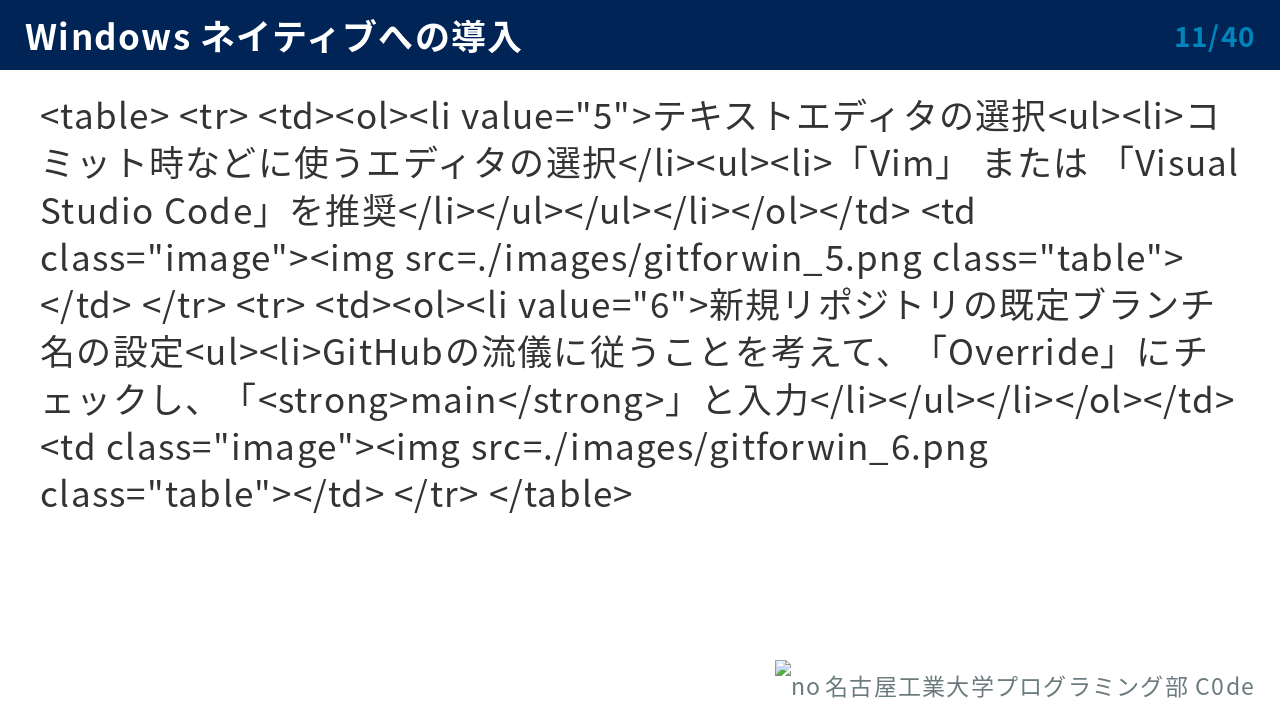 Windows ネイティブへの導入
11/40
<table> <tr> <td><ol><li value="5">テキストエディタの選択<ul><li>コ
ミット時などに使うエディタの選択</li><ul><li>「Vim」 または 「Visual
Studio Code」を推奨</li></ul></ul></li></ol></td> <td
class="image"><img src=./images/gitforwin_5.png class="table">
</td> </tr> <tr> <td><ol><li value="6">新規リポジトリの既定ブランチ
名の設定<ul><li>GitHubの流儀に従うことを考えて、「Override」にチ
ェックし、「<strong>main</strong>」と入力</li></ul></li></ol></td>
<td class="image"><img src=./images/gitforwin_6.png
class="table"></td> </tr> </table>
no 名古屋工業大学プログラミング部 C0de